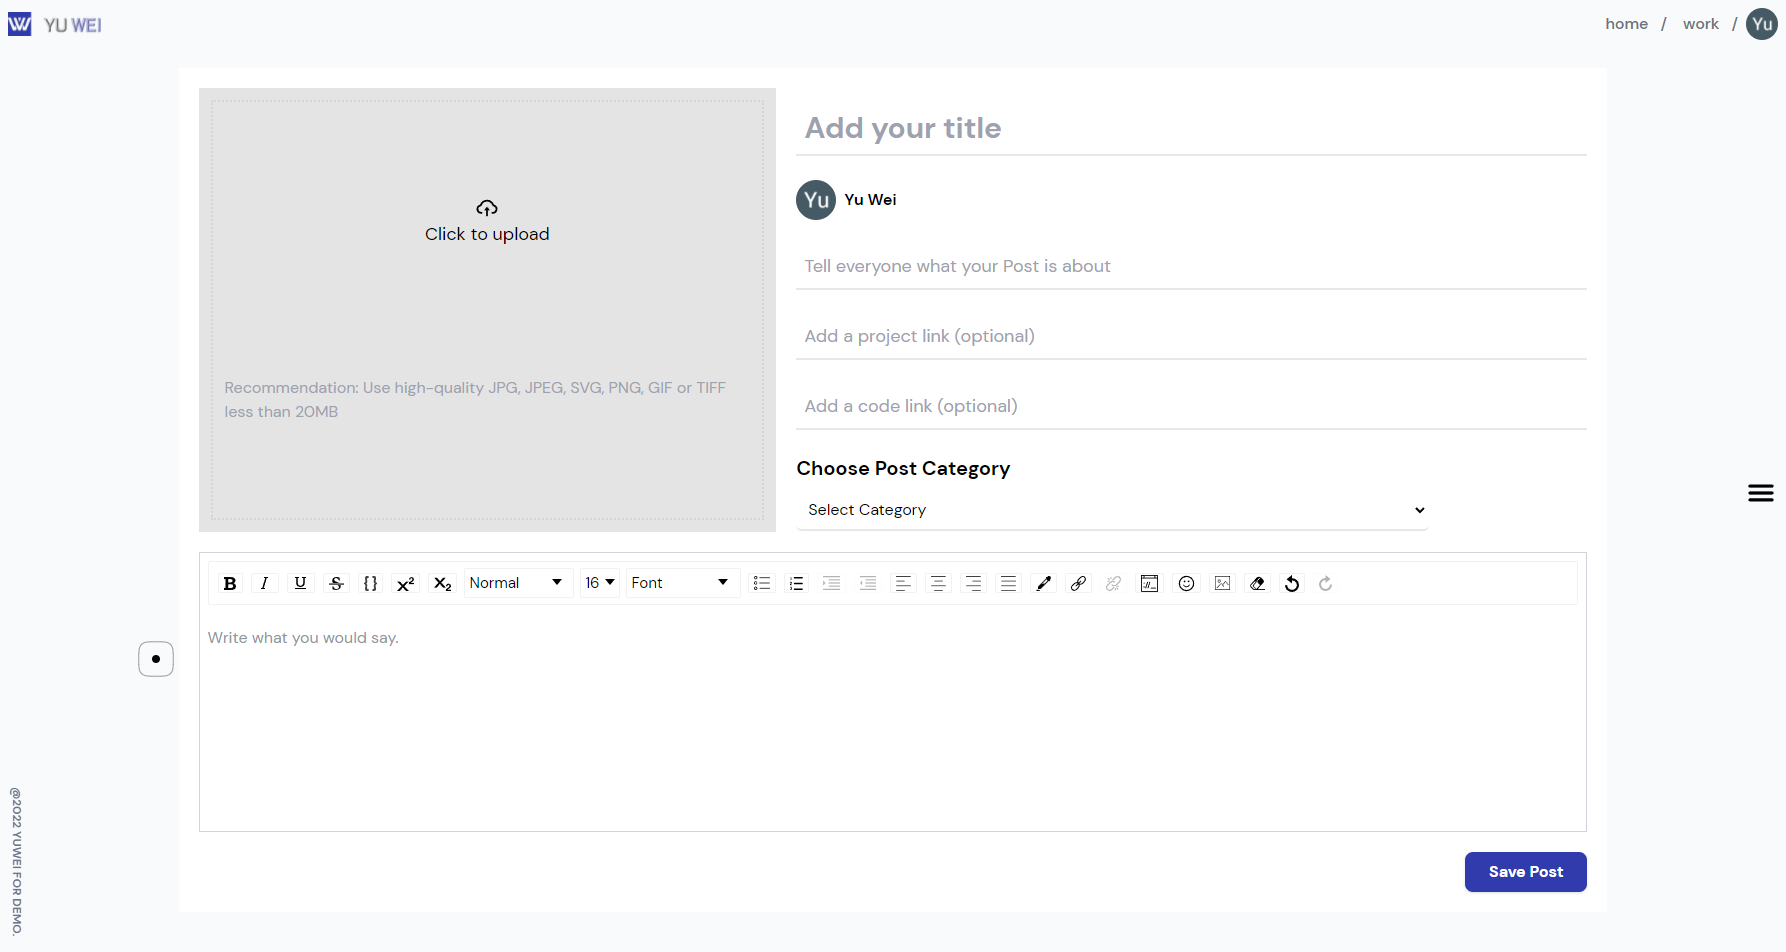 YU WEI
home / work / Yu
Click to upload
Recommendation: Use high-quality JPG, JPEG, SVG, PNG, GIF or TIFF
less than 20MB
Add your title
Yu Yu Wei
Tell everyone what your Post is about
Add a project link (optional)
Add a code link (optional)
Choose Post Category
Select Category
B I U S {} X² X₂ Normal 16 Font
Write what you would say.
Save Post
@2022 YUWEI FOR DEMO.